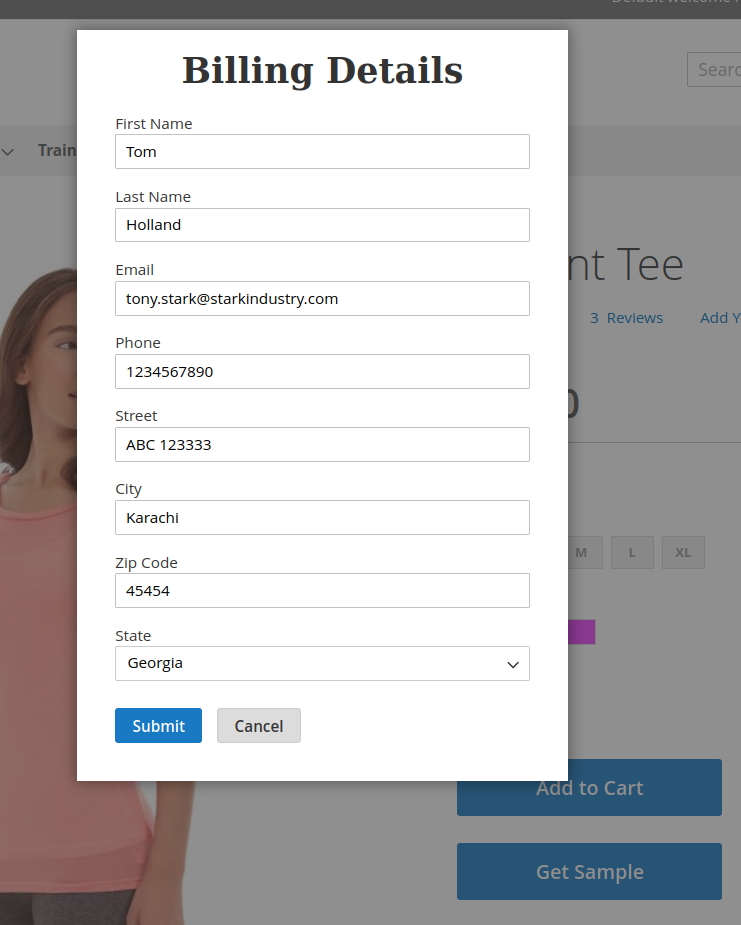 Default welcome
Billing Details
Searc
First Name
Tom
Train
Last Name
Holland
nt Tee
Email
tony.stark@starkindustry.com
3 Reviews Add Y
Phone
1234567890
Street
ABC 123333
City
Karachi
M L XL
Zip Code
45454
State
Georgia
Submit Cancel
Add to Cart
Get Sample